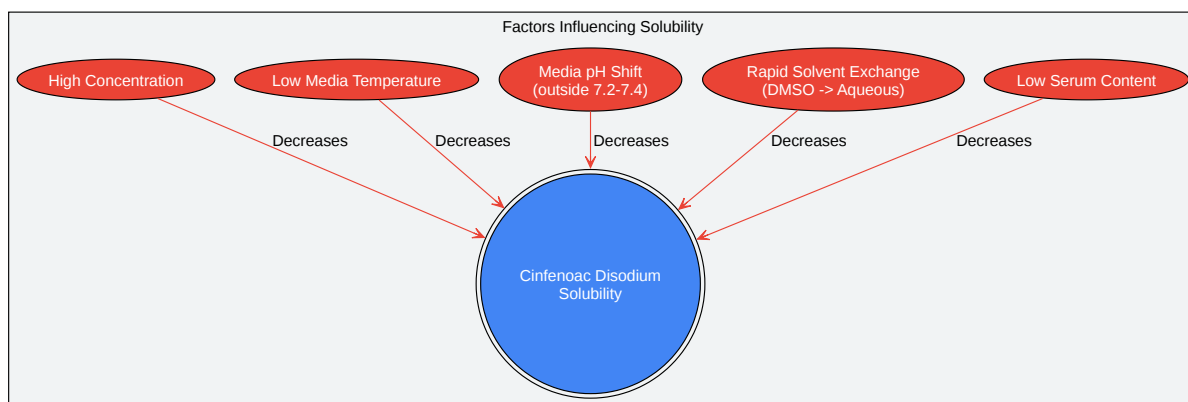 Factors Influencing Solubility
High Concentration
Low Media Temperature
Media pH Shift
(outside 7.2-7.4)
Rapid Solvent Exchange
(DMSO -> Aqueous)
Low Serum Content
Decreases
Decreases
Decreases
Decreases
Decreases
Cinfenoac Disodium
Solubility